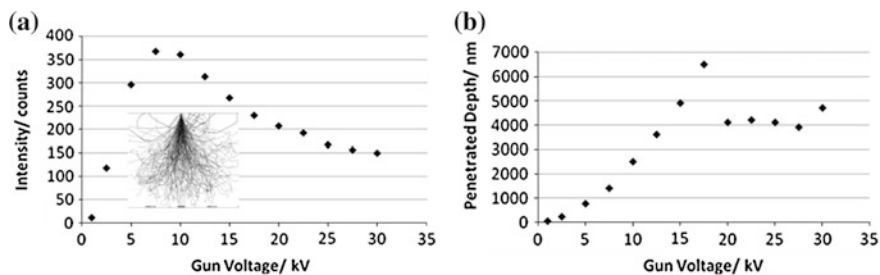 (a)
400
350
300
250
200
150
100
50
0
Intensity/ counts
0 5 10 15 20 25 30 35
Gun Voltage/ kV
(b)
7000
6000
5000
4000
3000
2000
1000
0
Penetrated Depth/ nm
0 5 10 15 20 25 30 35
Gun Voltage/ kV